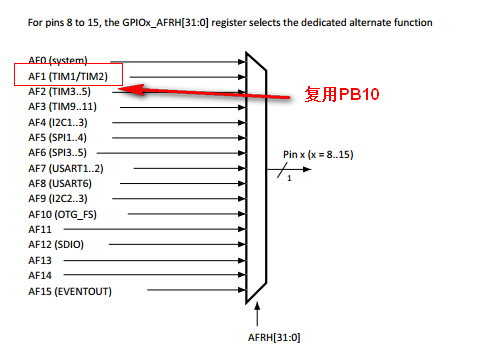 For pins 8 to 15, the GPIOx_AFRH[31:0] register selects the dedicated alternate function
AF0 (system)
AF1 (TIM1/TIM2)
AF2 (TIM3..5)
AF3 (TIM9..11)
AF4 (I2C1..3)
AF5 (SPI1..4)
AF6 (SPI3..5)
AF7 (USART1..2)
AF8 (USART6)
AF9 (I2C2..3)
AF10 (OTG_FS)
AF11
AF12 (SDIO)
AF13
AF14
AF15 (EVENTOUT)
复用PB10
Pin x (x = 8..15)
1
AFRH[31:0]